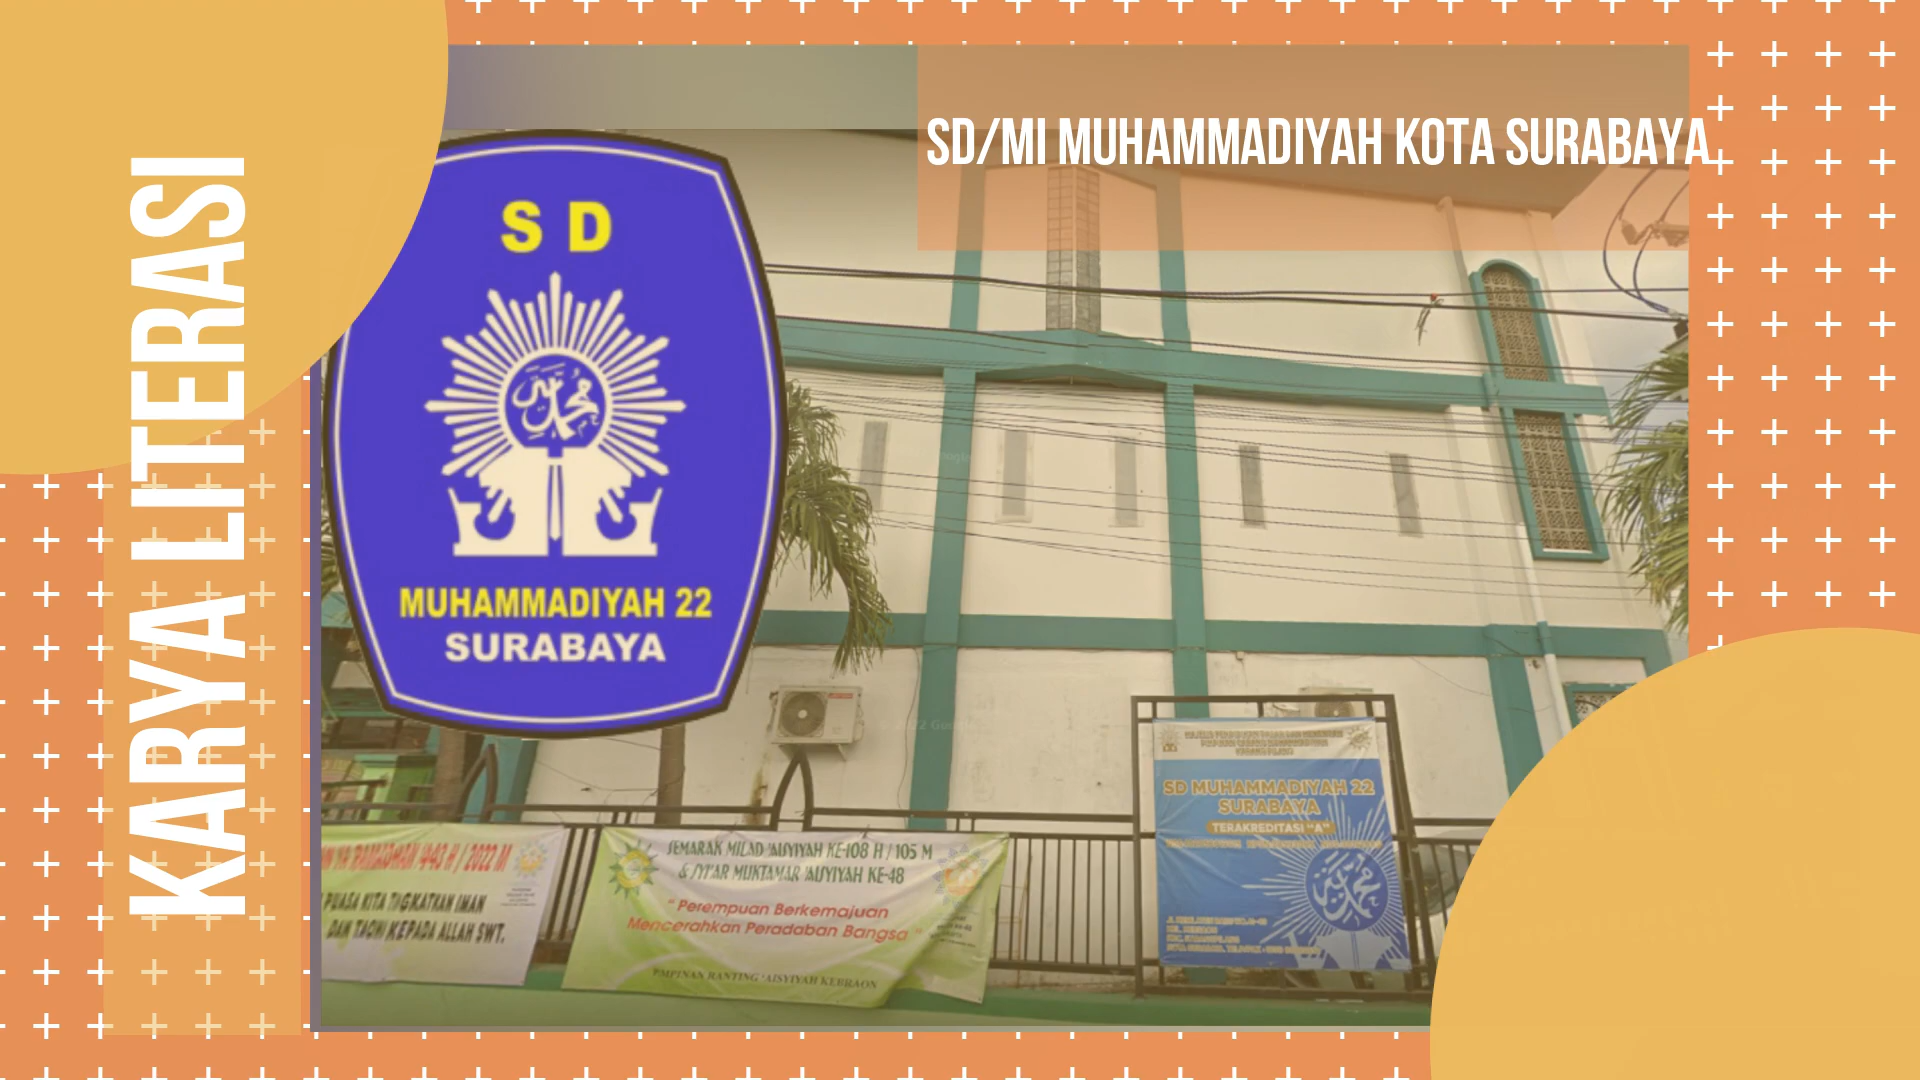 KARYA LITERASI
SD/MI MUHAMMADIYAH KOTA SURABAYA
S D
محمد
MUHAMMADIYAH 22
SURABAYA
RAMADHAN 1443 H / 2022 M
PUASA KITA TINGKATKAN IMAN
DAN TAQWA KEPADA ALLAH SWT.
SEMARAK MILAD 'AISYIYAH KE-108 H / 105 M
& SYI'AR MUKTAMAR 'AISYIYAH KE-48
"Perempuan Berkemajuan
Mencerahkan Peradaban Bangsa"
PIMPINAN RANTING 'AISYIYAH KEBRAON
SD MUHAMMADIYAH 22
SURABAYA
TERAKREDITASI "A"